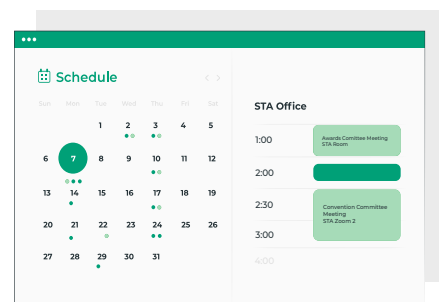 Schedule
Sun Mon Tue Wed Thu Fri Sat
1 2 3 4 5
6 7 8 9 10 11 12
13 14 15 16 17 18 19
20 21 22 23 24 25 26
27 28 29 30 31
STA Office
1:00
Awards Comittee Meeting
STA Room
2:00
2:30
Convention Committee
Meeting
STA Zoom 2
3:00
4:00